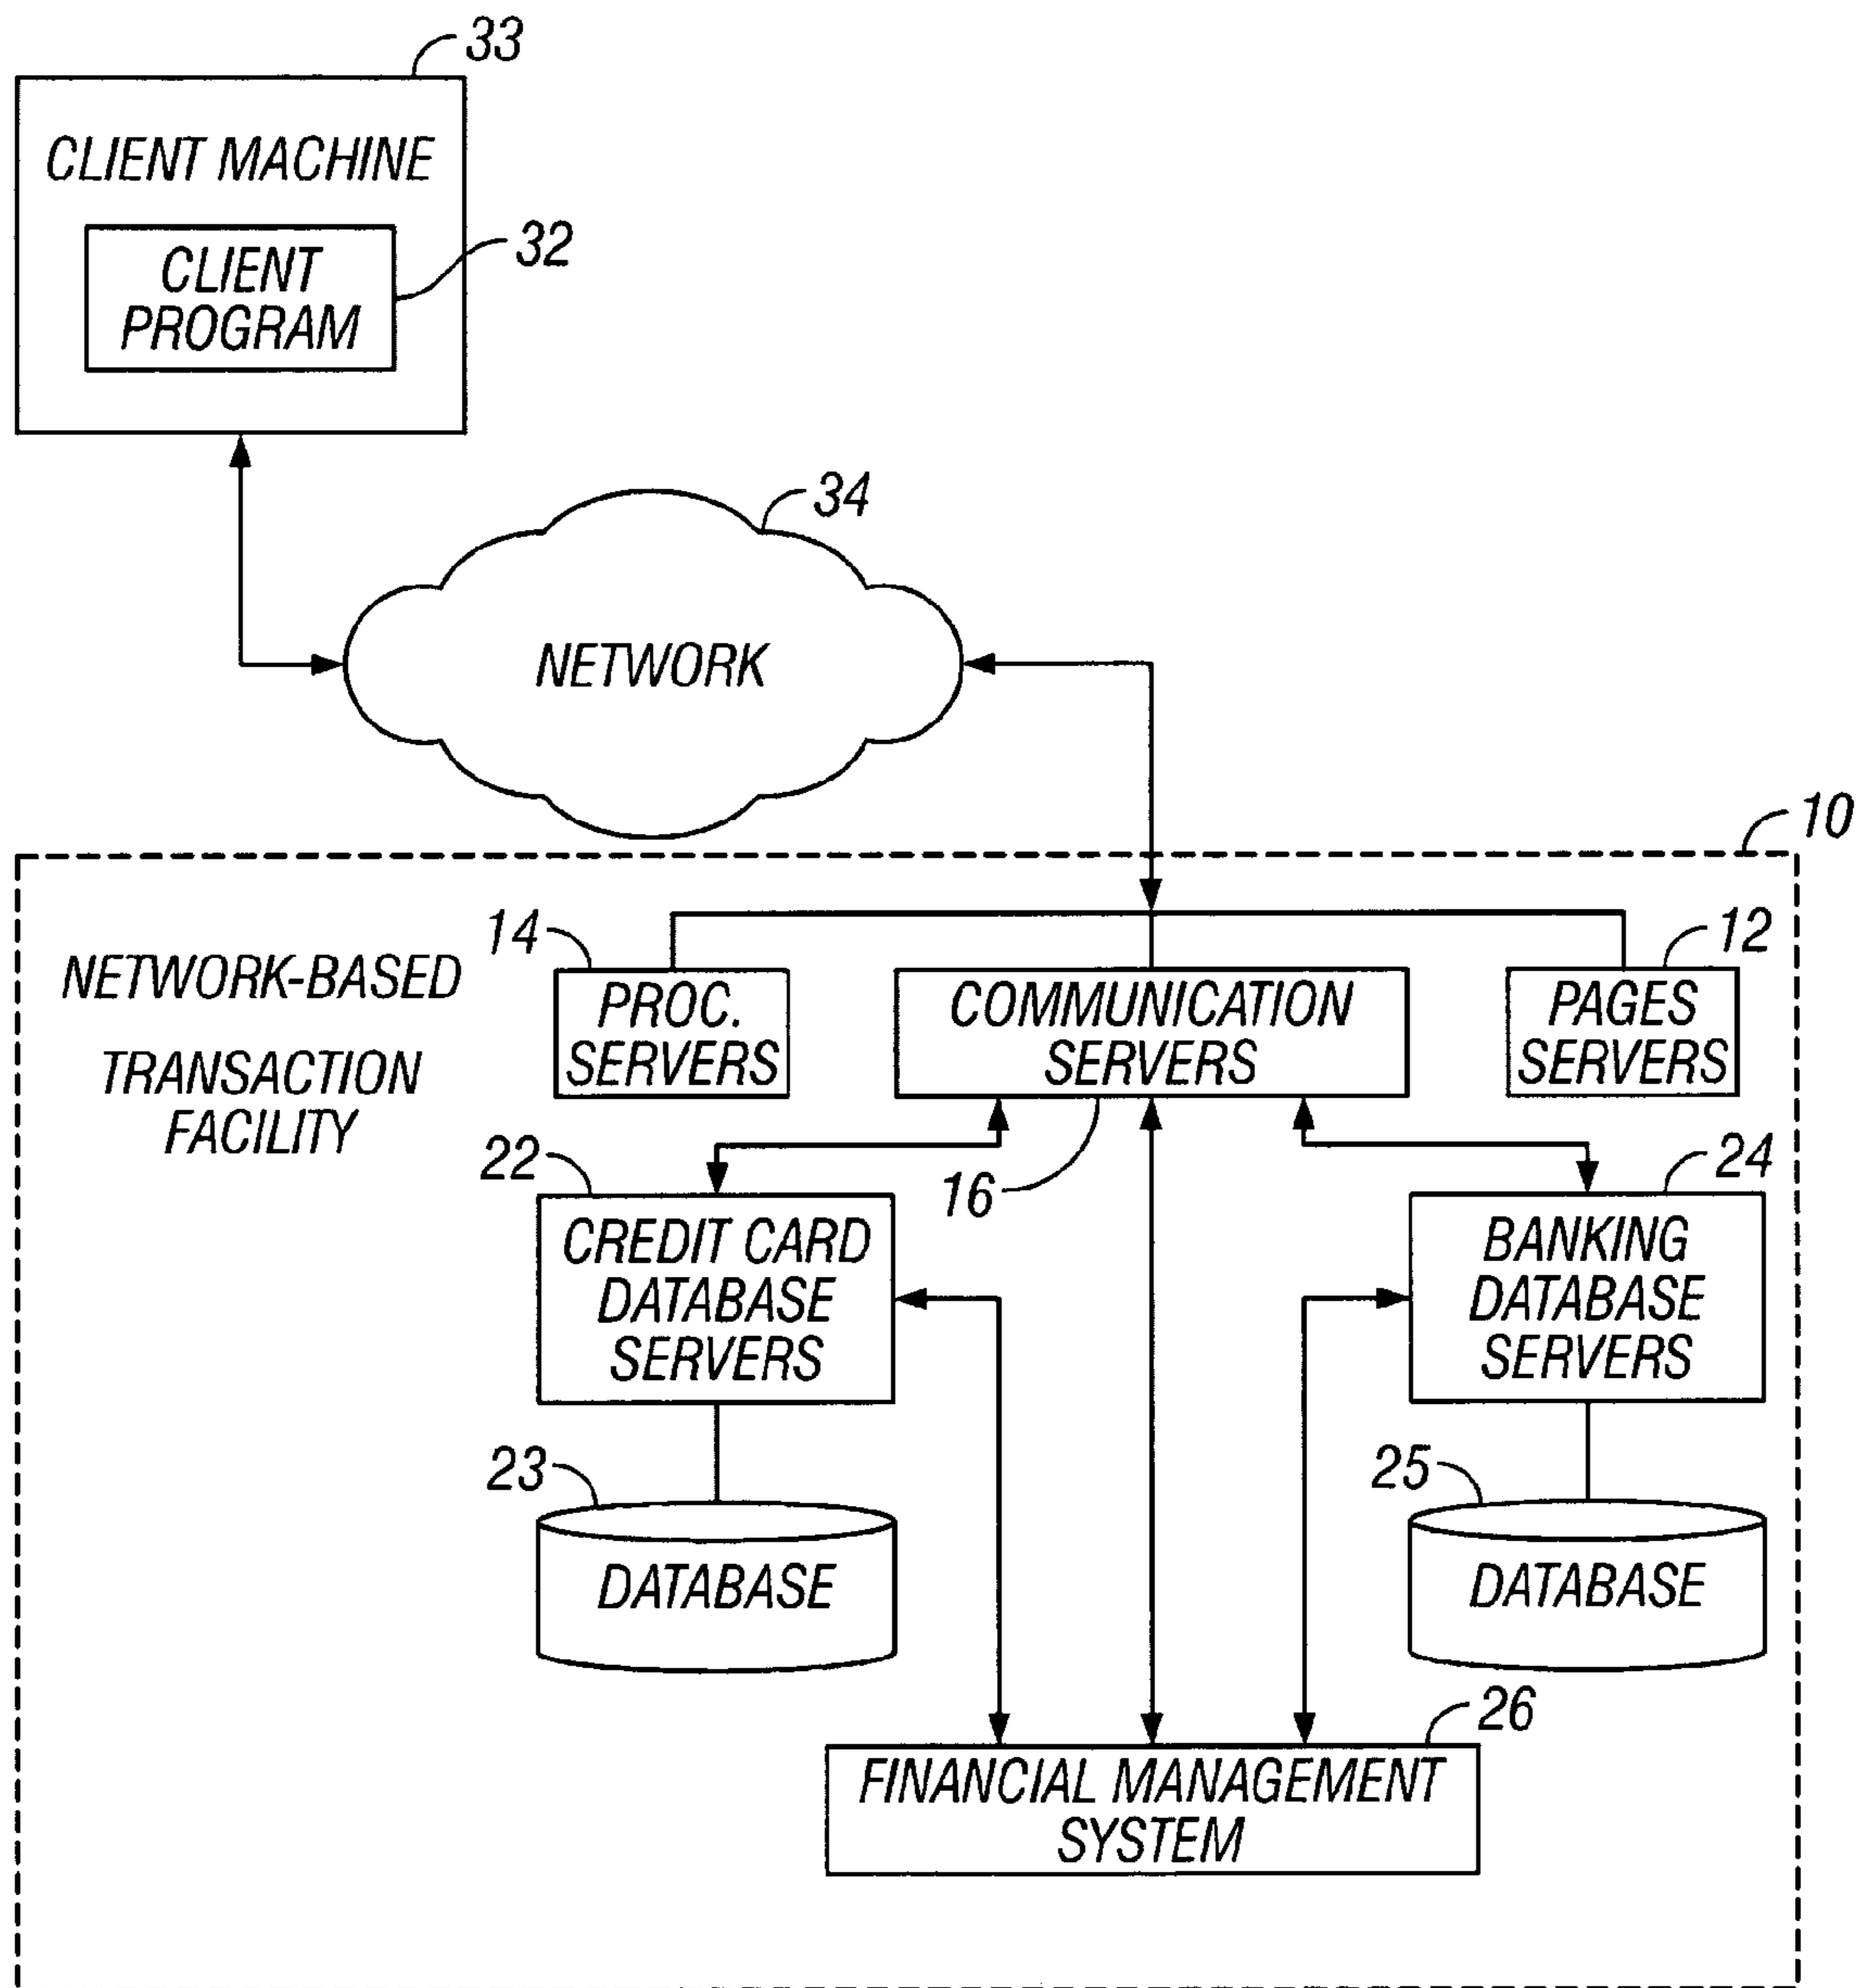 33
CLIENT MACHINE
32
CLIENT
PROGRAM
34
NETWORK
10
NETWORK-BASED
TRANSACTION
FACILITY
14
PROC.
SERVERS
COMMUNICATION
SERVERS
16
12
PAGES
SERVERS
22
CREDIT CARD
DATABASE
SERVERS
24
BANKING
DATABASE
SERVERS
23
DATABASE
25
DATABASE
26
FINANCIAL MANAGEMENT
SYSTEM